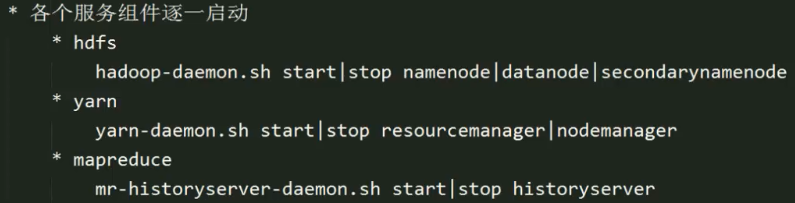 * 各个服务组件逐一启动
* hdfs
hadoop-daemon.sh start|stop namenode|datanode|secondarynamenode
* yarn
yarn-daemon.sh start|stop resourcemanager|nodemanager
* mapreduce
mr-historyserver-daemon.sh start|stop historyserver